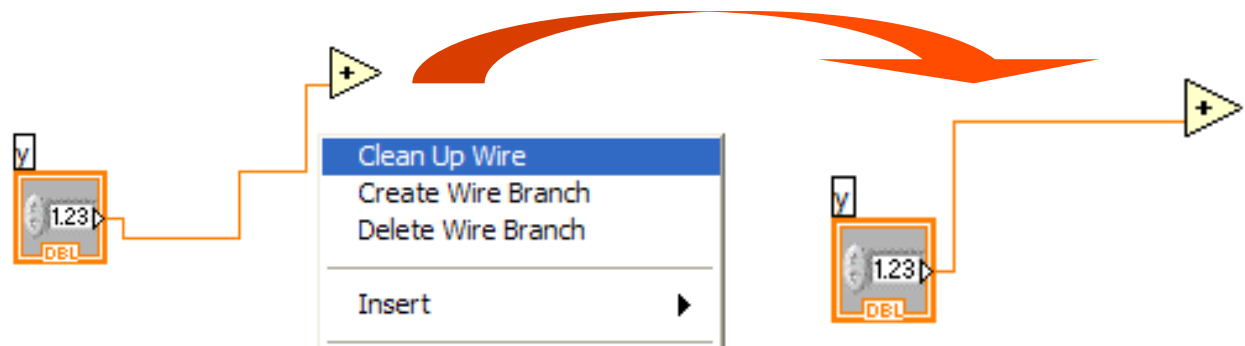 +
y
1.23
DBL
Clean Up Wire
Create Wire Branch
Delete Wire Branch
Insert
+
y
1.23
DBL